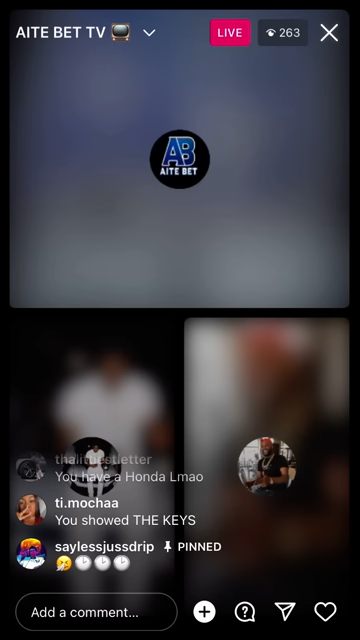 AITE BET TV 📺
LIVE
263
AB
AITE BET
thalittlestletter
You have a Honda Lmao
ti.mochaa
You showed THE KEYS
saylessjussdrip PINNED
🤧🕒🕒🕒
Add a comment...